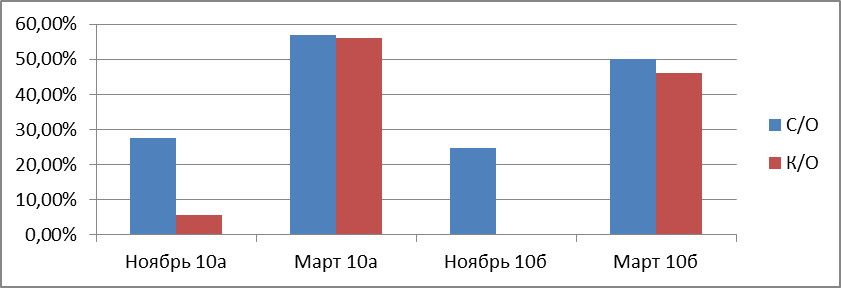 60,00%
50,00%
40,00%
30,00%
20,00%
10,00%
0,00%
Ноябрь 10а
Март 10а
Ноябрь 10б
Март 10б
С/О
К/О